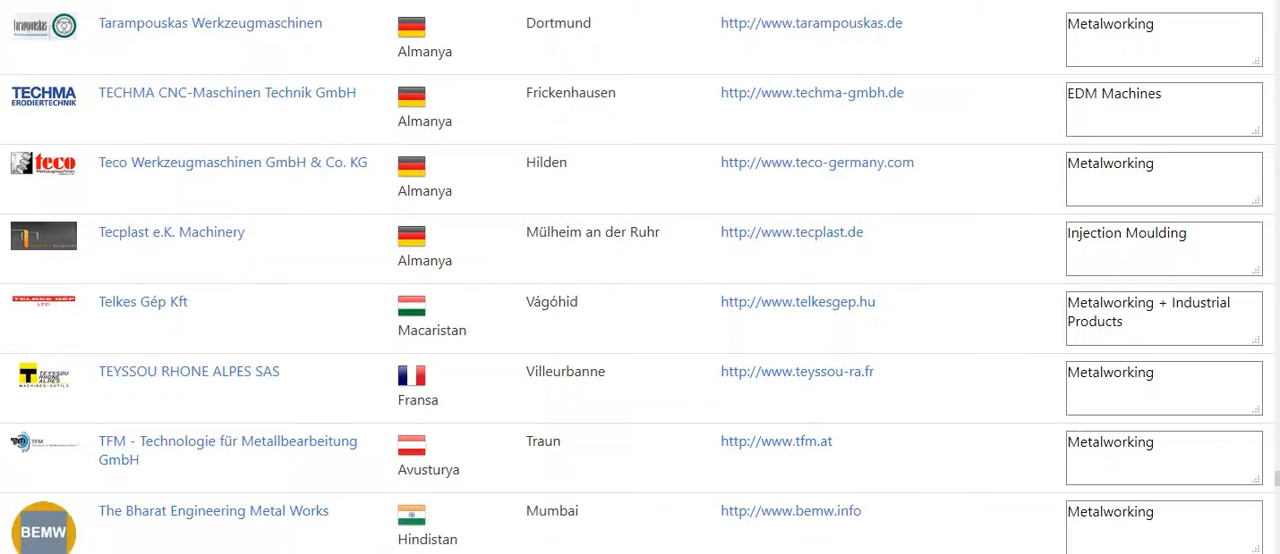 Tarampouskas
Tarampouskas Werkzeugmaschinen
Almanya
Dortmund
http://www.tarampouskas.de
Metalworking
TECHMA
ERODIERTECHNIK
TECHMA CNC-Maschinen Technik GmbH
Almanya
Frickenhausen
http://www.techma-gmbh.de
EDM Machines
teco
Teco Werkzeugmaschinen GmbH & Co. KG
Almanya
Hilden
http://www.teco-germany.com
Metalworking
Tecplast e.K. Machinery
Almanya
Mülheim an der Ruhr
http://www.tecplast.de
Injection Moulding
TELKES GÉP
LTD
Telkes Gép Kft
Macaristan
Vágóhid
http://www.telkesgep.hu
Metalworking + Industrial
Products
TEYSSOU
RHONE
ALPES
MACHINES-OUTILS
TEYSSOU RHONE ALPES SAS
Fransa
Villeurbanne
http://www.teyssou-ra.fr
Metalworking
TFM
TFM - Technologie für Metallbearbeitung
GmbH
Avusturya
Traun
http://www.tfm.at
Metalworking
BEMW
The Bharat Engineering Metal Works
Hindistan
Mumbai
http://www.bemw.info
Metalworking